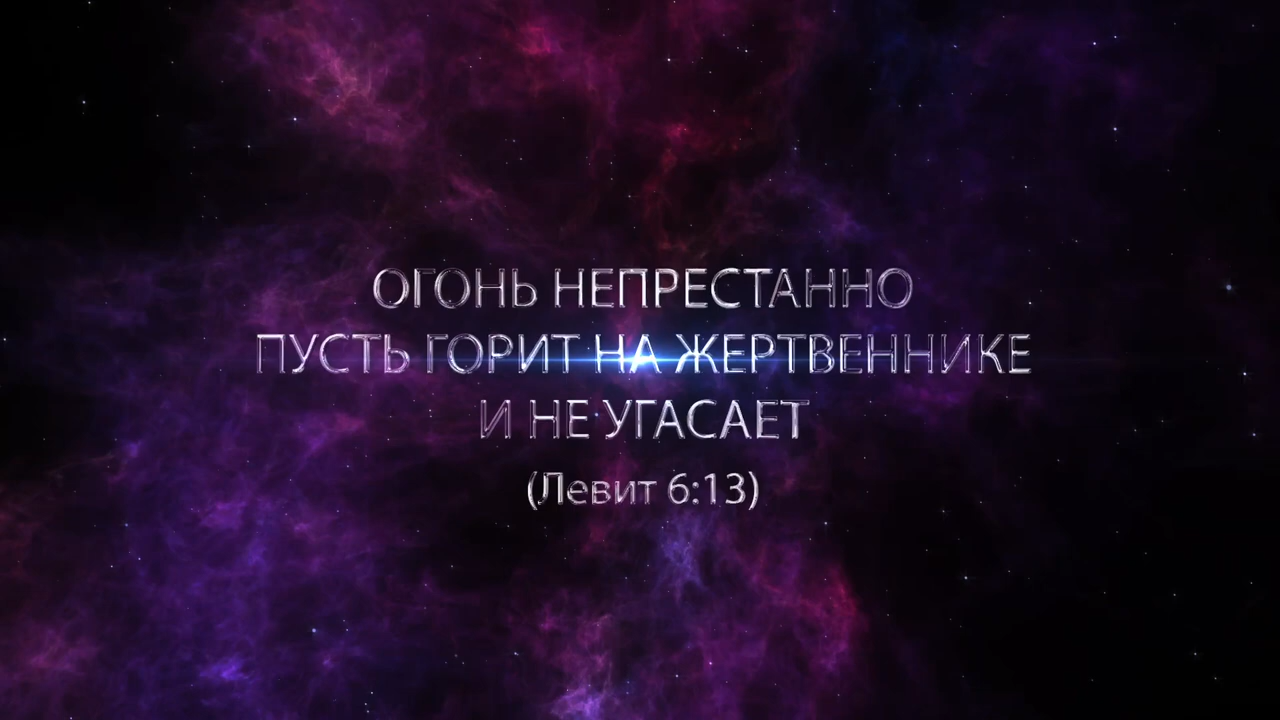 ОГОНЬ НЕПРЕСТАННО
ПУСТЬ ГОРИТ НА ЖЕРТВЕННИКЕ
И НЕ УГАСАЕТ
(Левит 6:13)